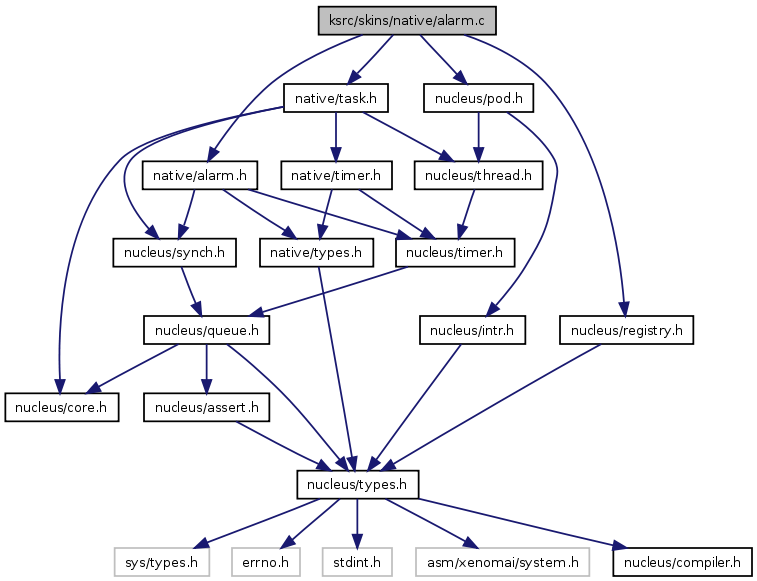 ksrc/skins/native/alarm.c
native/task.h
nucleus/pod.h
native/alarm.h
native/timer.h
nucleus/thread.h
nucleus/synch.h
native/types.h
nucleus/timer.h
nucleus/queue.h
nucleus/intr.h
nucleus/registry.h
nucleus/core.h
nucleus/assert.h
nucleus/types.h
sys/types.h
errno.h
stdint.h
asm/xenomai/system.h
nucleus/compiler.h